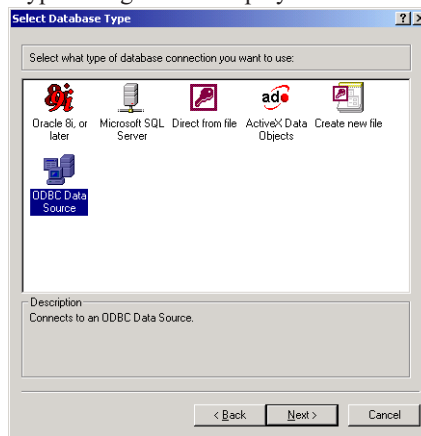 Select Database Type
Select what type of database connection you want to use:
9i
ado
Oracle 8i, or later
Microsoft SQL Server
Direct from file
ActiveX Data Objects
Create new file
ODBC Data Source
Description
Connects to an ODBC Data Source.
< Back
Next >
Cancel